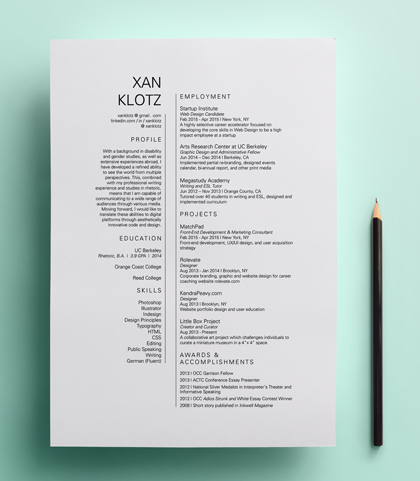 XAN
KLOTZ
xanklotz @ gmail . com
linkedin.com / in / xanklotz
@ xanklotz
PROFILE
With a background in disability
and gender studies, as well as
extensive experiences abroad, I
have developed a refined ability
to see the world from multiple
perspectives. This, combined
with my professional writing
experience and studies in rhetoric,
means that I am capable of
communicating to a wide range of
audiences through various media.
Moving forward, I would like to
translate these abilities to digital
platforms through aesthetically
innovative code and design.
EDUCATION
UC Berkeley
Rhetoric, B.A. | 3.9 GPA | 2014
Orange Coast College
Reed College
SKILLS
Photoshop
Illustrator
Indesign
Design Principles
Typography
HTML
CSS
Editing
Public Speaking
Writing
German (Fluent)
EMPLOYMENT
Startup Institute
Web Design Candidate
Feb 2015 - Apr 2015 | New York, NY
A highly selective career accelerator focused on
developing the core skills in Web Design to be a high
impact employee at a startup
Arts Research Center at UC Berkeley
Graphic Design and Administrative Fellow
Jun 2014 – Dec 2014 | Berkeley, CA
Implemented partial re-branding, designed events
calendar, bi-annual report, and other print media
Megastudy Academy
Writing and ESL Tutor
Jun 2012 – Nov 2013 | Orange County, CA
Tutored over 40 students in writing and ESL, designed and
implemented curriculum
PROJECTS
MatchPad
Front-End Development & Marketing Consultant
Feb 2015 - Apr 2015 | New York, NY
Front-end development, UX/UI design, and user acquisition
strategy
Rolevate
Designer
Aug 2013 - Jan 2014 | Brooklyn, NY
Corporate branding, graphic and website design for career
coaching website rolevate.com
KendraPeavy.com
Designer
Aug 2013 | Brooklyn, NY
Website portfolio design and user education
Little Box Project
Creator and Curator
Aug 2013 - Present
A collaborative art project which challenges individuals to
curate a miniature museum in a 4"x 4" space
AWARDS &
ACCOMPLISHMENTS
2013 | OCC Garrison Fellow
2013 | ACTC Conference Essay Presenter
2012 | National Silver Medalist in Interpreter's Theater and
Informative Speaking
2012 | OCC Adios Strunk and White Essay Contest Winner
2008 | Short story published in Inkwell Magazine